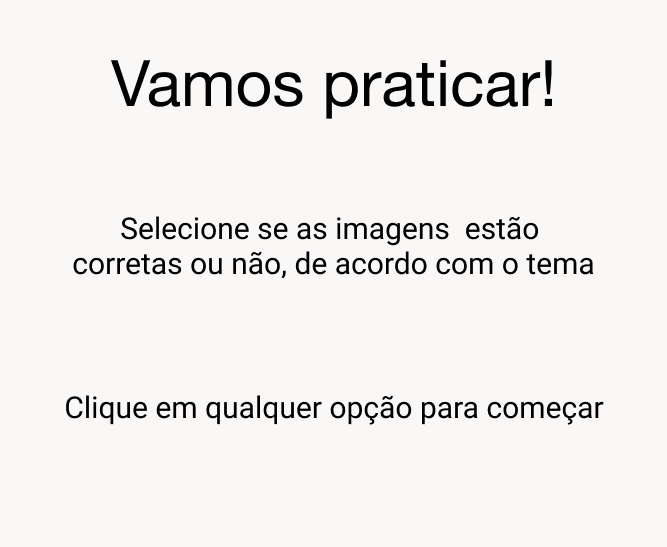 Vamos praticar!
Selecione se as imagens  estão
corretas ou não, de acordo com o tema
Clique em qualquer opção para começar